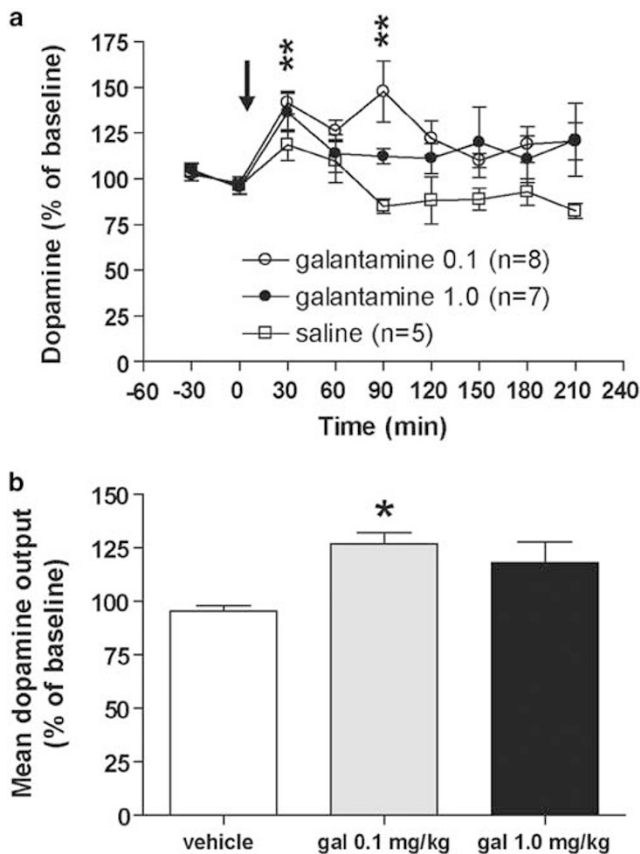 a
175
150
125
100
75
50
25
0
Dopamine (% of baseline)
**
**
galantamine 0.1 (n=8)
galantamine 1.0 (n=7)
saline (n=5)
-60 -30 0 30 60 90 120 150 180 210 240
Time (min)
b
150
125
100
75
50
25
0
Mean dopamine output
(% of baseline)
*
vehicle gal 0.1 mg/kg gal 1.0 mg/kg